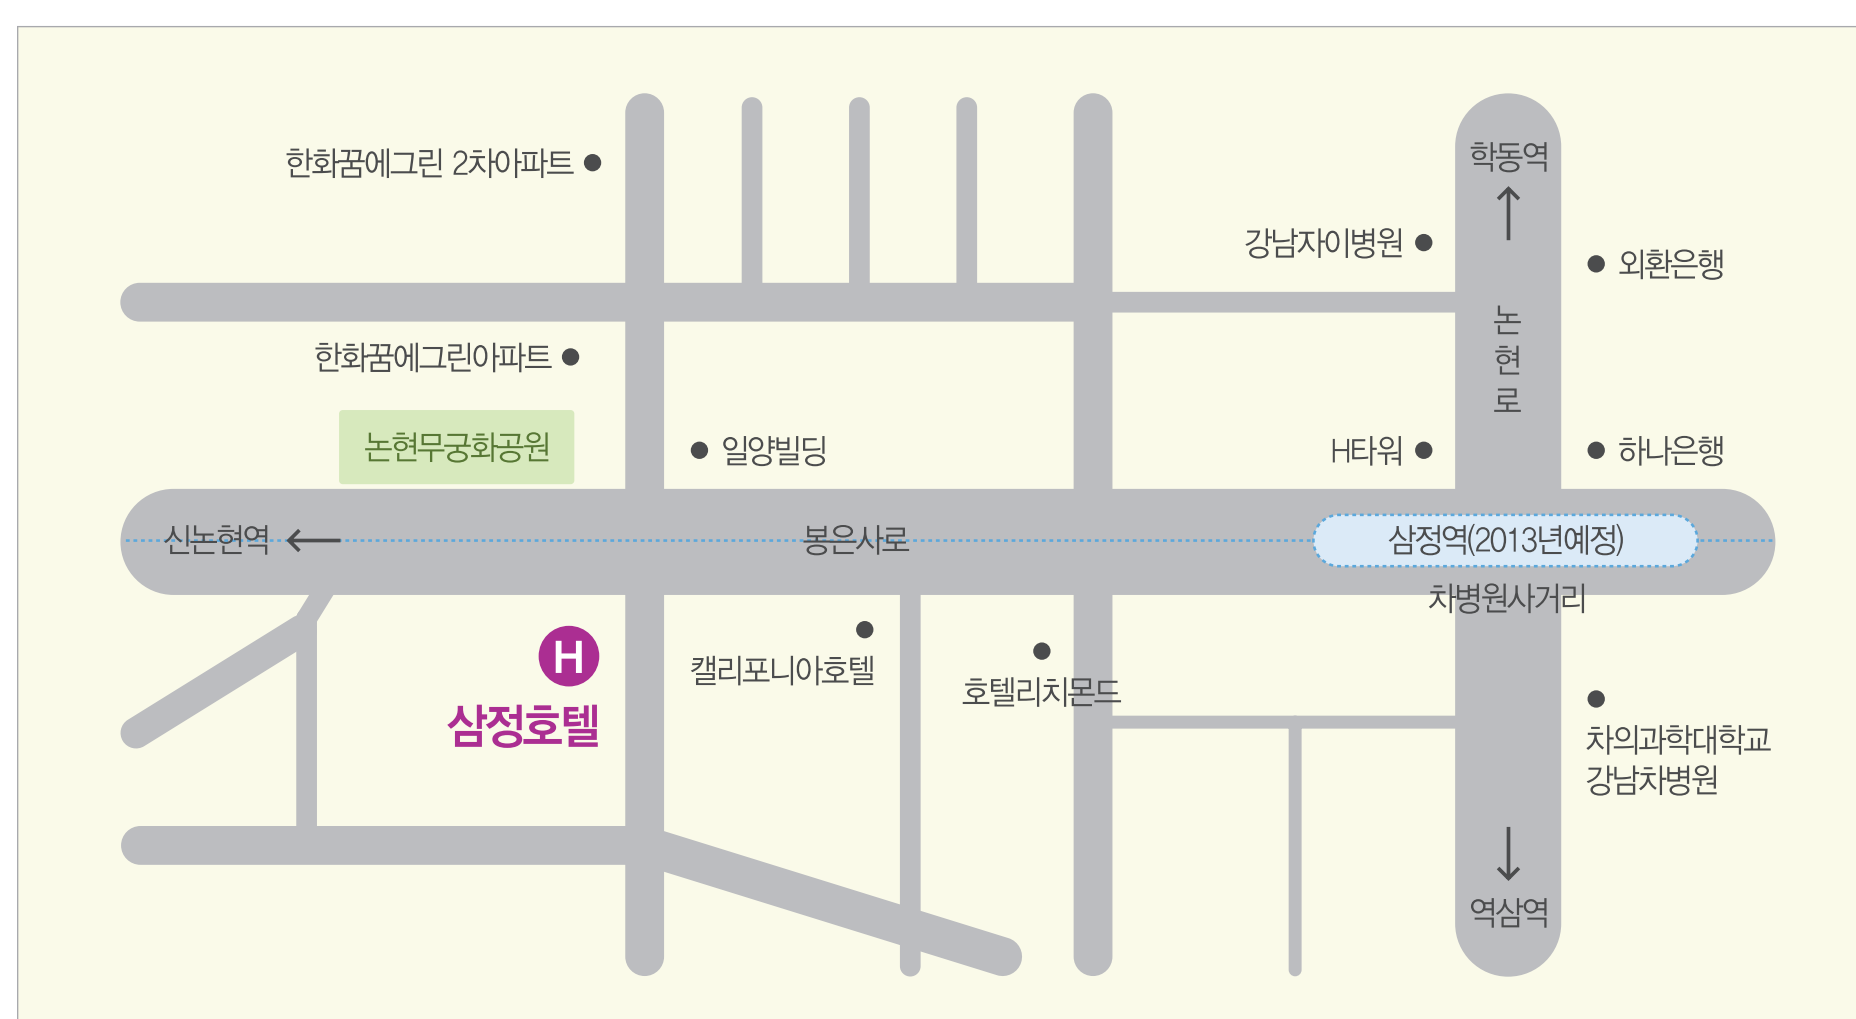 학동역
한화꿈에그린 2차아파트
강남자이병원
외환은행
논
현
로
한화꿈에그린아파트
논현무궁화공원
일양빌딩
H타워
하나은행
신논현역
봉은사로
삼정역(2013년예정)
차병원사거리
H
삼정호텔
캘리포니아호텔
호텔리치몬드
차의과학대학교
강남차병원
역삼역